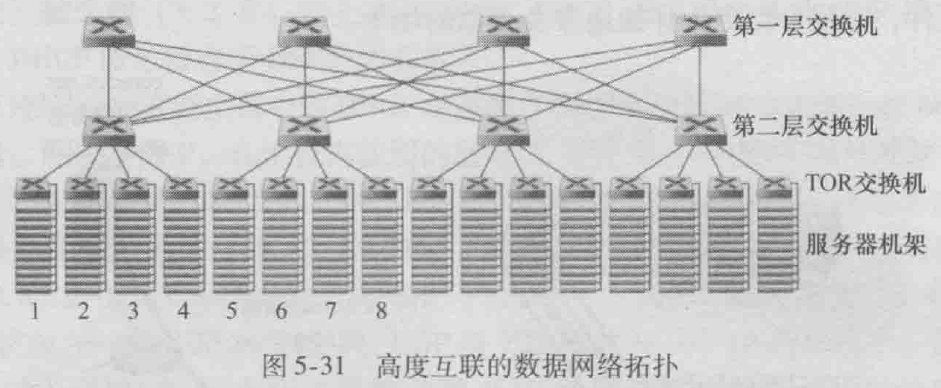 第一层交换机
第二层交换机
TOR交换机
服务器机架
1 2 3 4 5 6 7 8
图 5-31 高度互联的数据网络拓扑